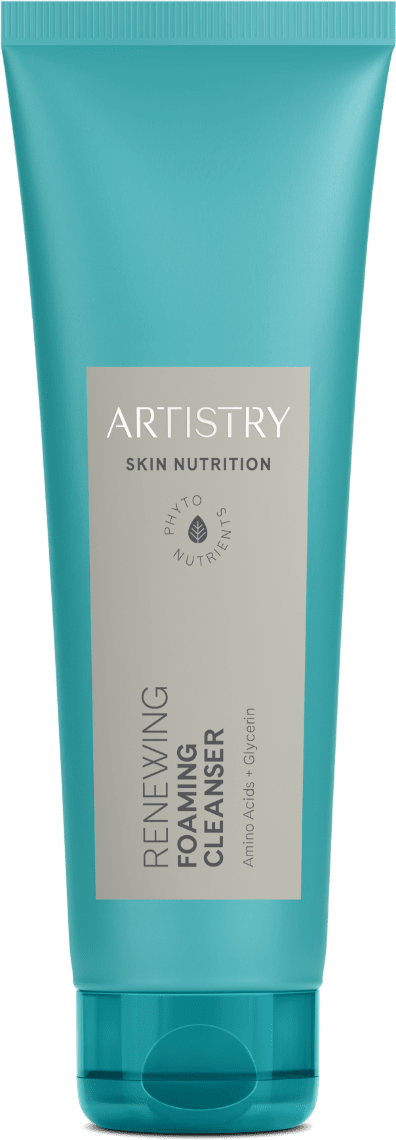 ARTISTRY
SKIN NUTRITION
PHYTO
NUTRIENTS
RENEWING
FOAMING
CLEANSER
Amino Acids + Glycerin